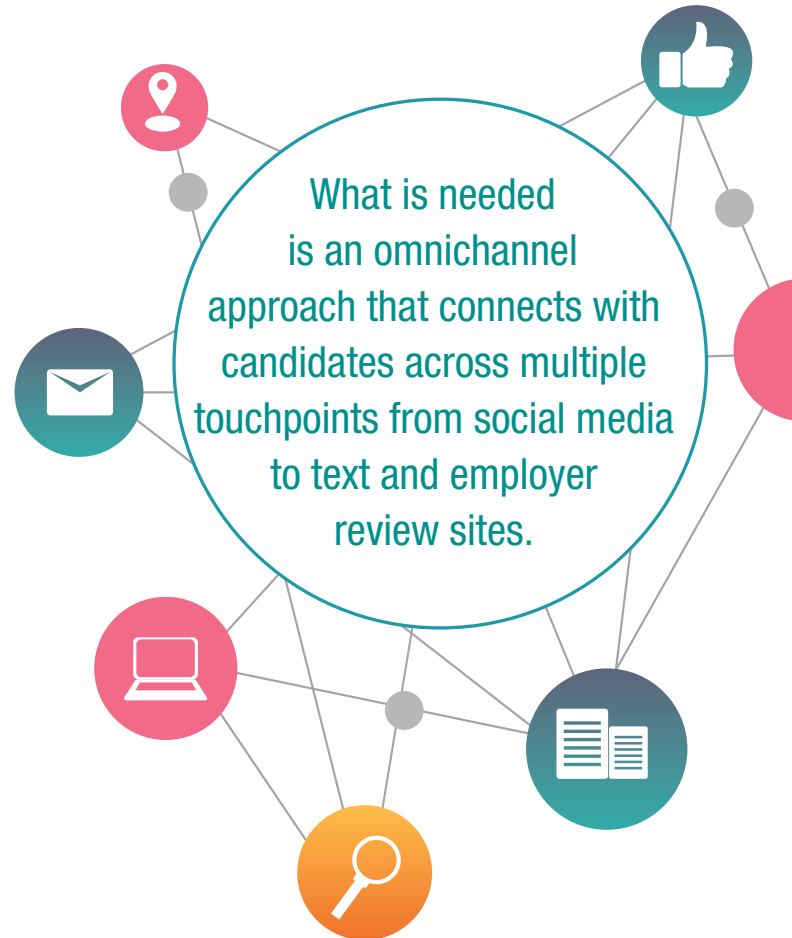 What is needed
is an omnichannel
approach that connects with
candidates across multiple
touchpoints from social media
to text and employer
review sites.